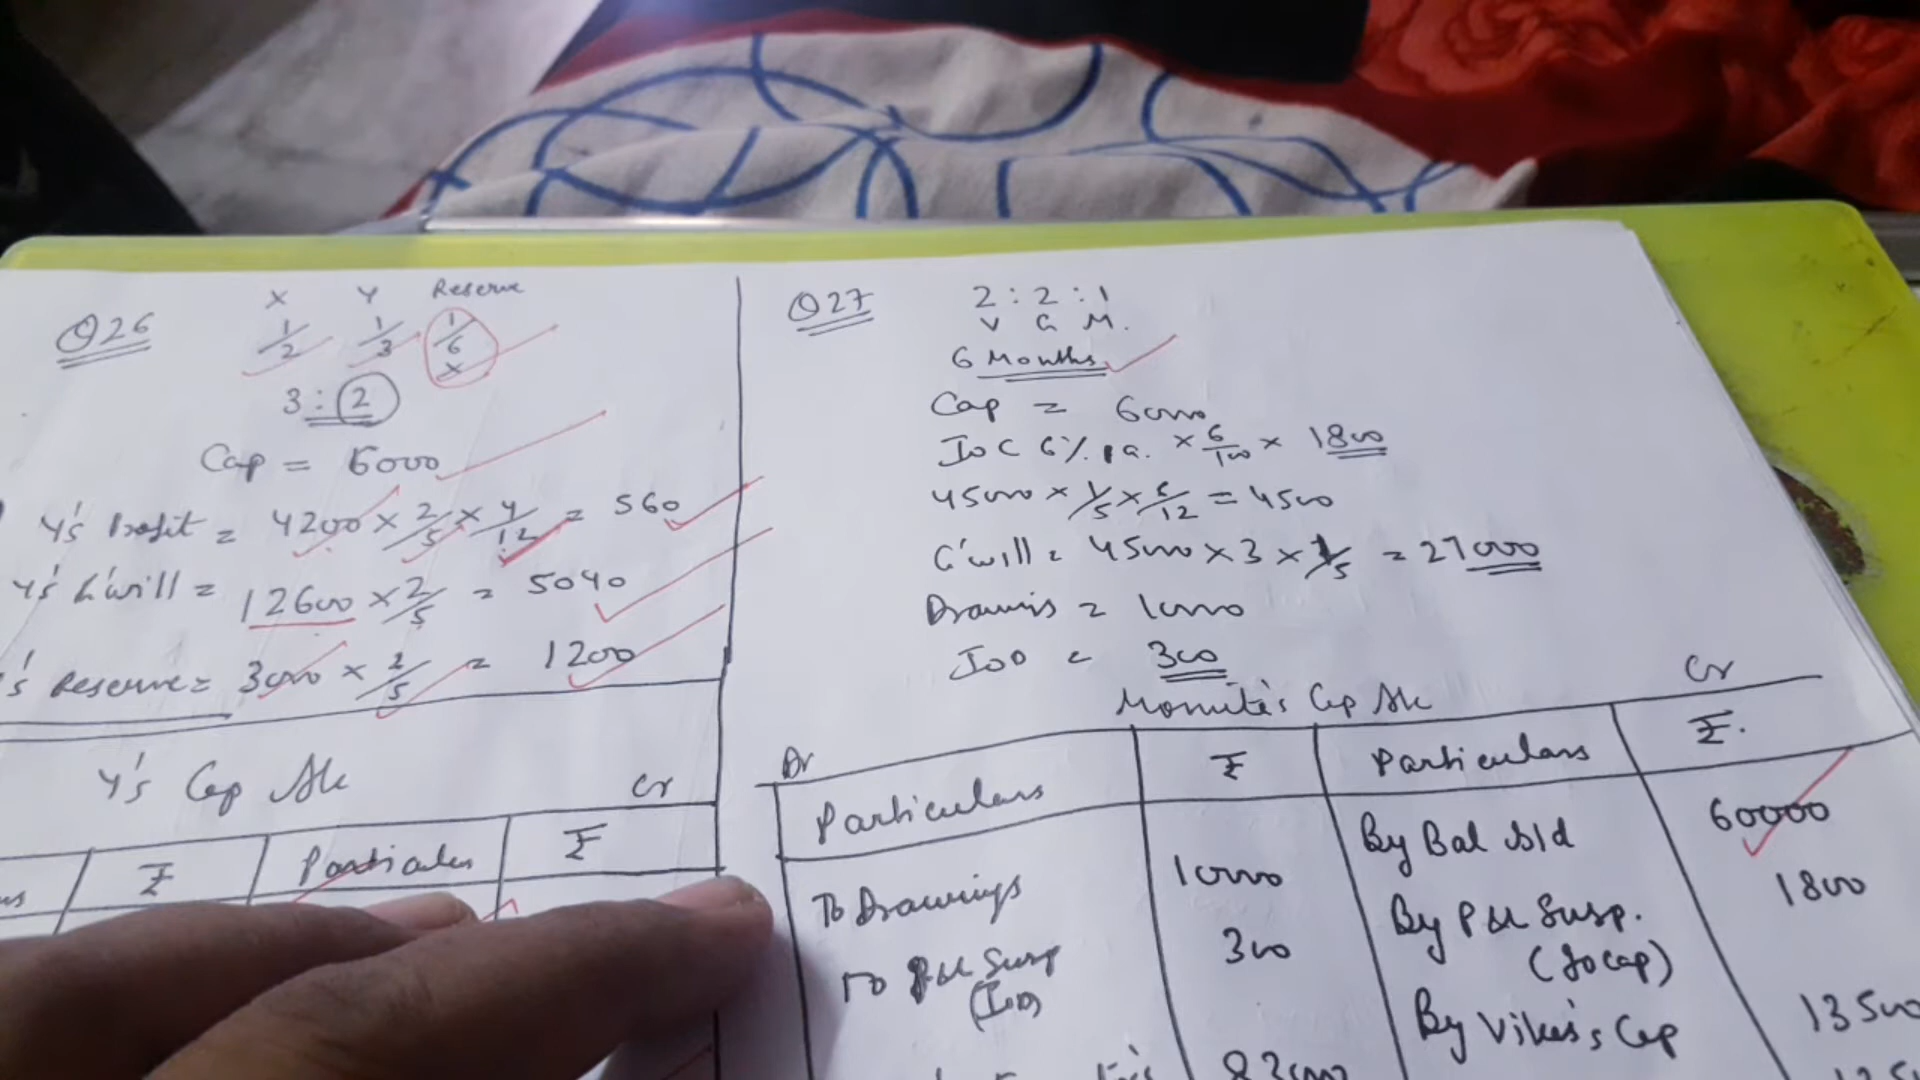 Q26
X Y Reserve
1/2 1/3 1/6
X
3 : 2
Cap = 6000
Y's Profit = 4200 × 2/5 × 4/12 = 560
Y's G'will = 12600 × 2/5 = 5040
's Reserve = 3000 × 2/5 = 1200
Y's Cap A/c
Cr
₹ Particulars ₹
Q27
2 : 2 : 1
V G M.
6 Months
Cap = 60000
IOC 6% p.a. × 6/100 × 1800
45000 × 1/5 × 6/12 = 4500
G'will = 45000 × 3 × 1/5 = 27000
Drawings = 10000
IOD = 300
Cap A/c
Dr Cr
Particulars ₹ Particulars ₹.
To Drawings 10000 By Bal b/d 60000
To P&L Susp (IOD) 300 By P&L Susp. (Io cap) 1800
By Vikas's Cap 13500